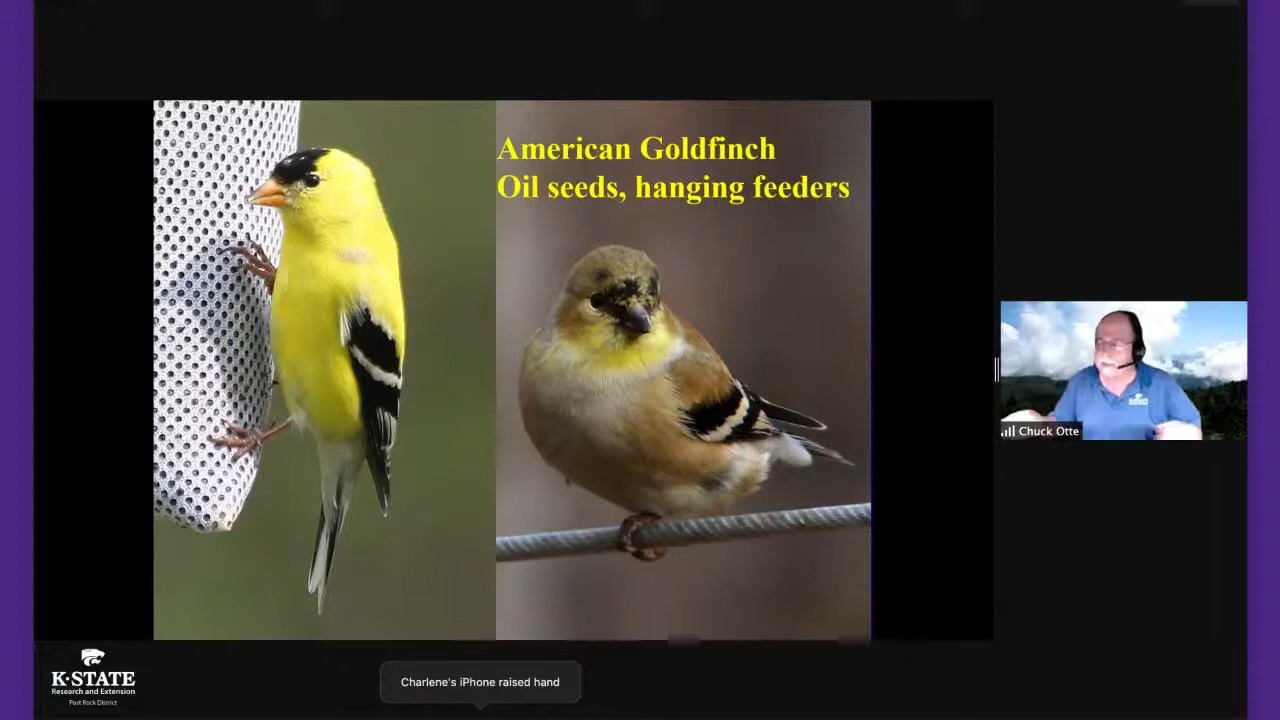 American Goldfinch
Oil seeds, hanging feeders
K-STATE
Chuck Otte
K-STATE
Research and Extension
Post Rock District
Charlene's iPhone raised hand